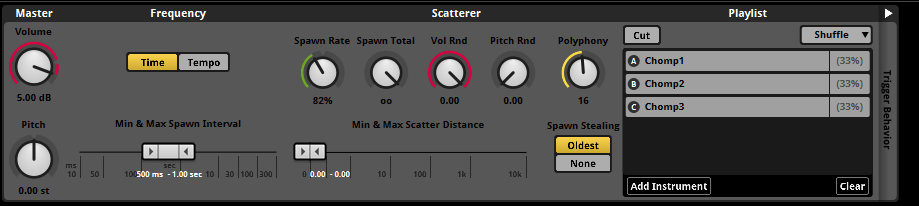 Master Frequency Scatterer Playlist
Volume
5.00 dB
Pitch
0.00 st
Time Tempo
Min & Max Spawn Interval
ms sec
10 50 100 10 30 100 300
500 ms - 1.00 sec
Spawn Rate Spawn Total Vol Rnd Pitch Rnd Polyphony
82% oo 0.00 0.00 16
Min & Max Scatter Distance
0 10 100 1k 10k
0.00 - 0.00
Spawn Stealing
Oldest
None
Cut Shuffle
A Chomp1 (33%)
B Chomp2 (33%)
C Chomp3 (33%)
Add Instrument Clear
Trigger Behavior